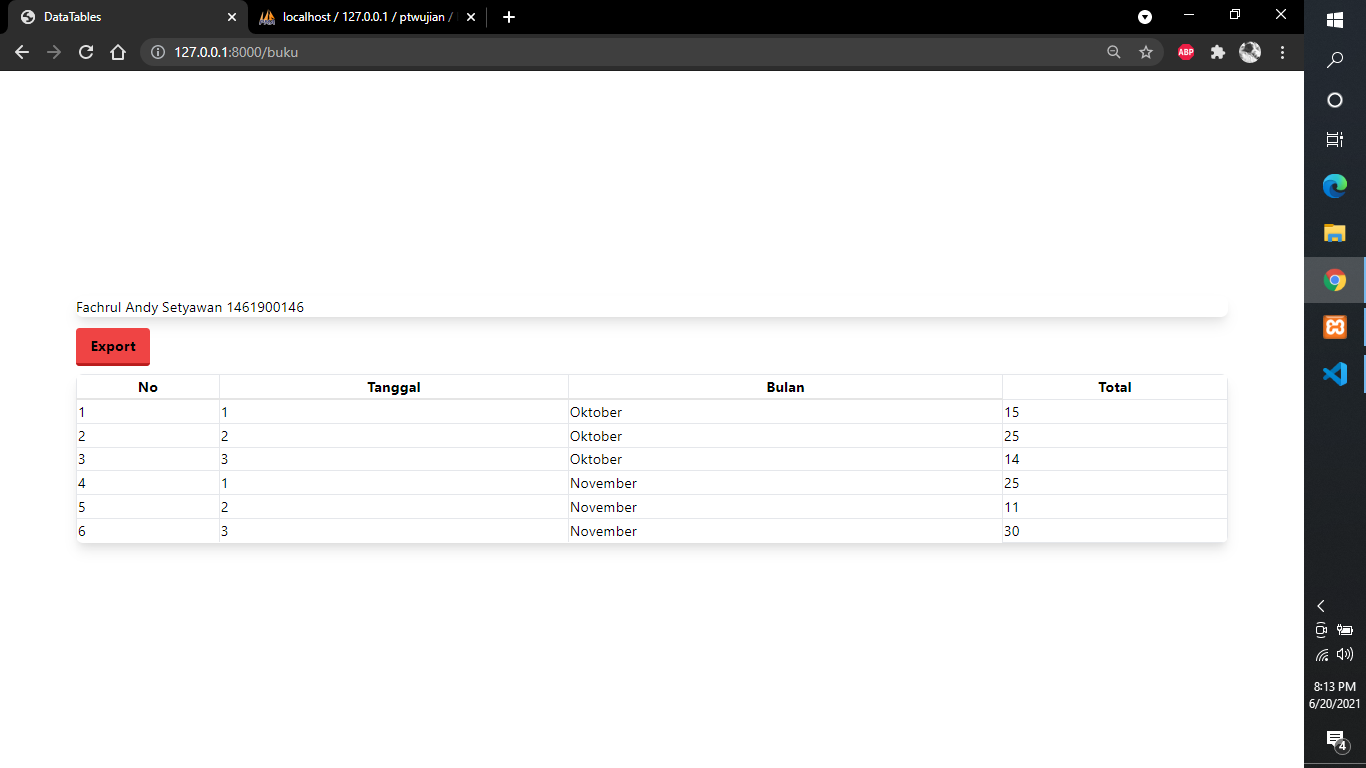 DataTables
localhost / 127.0.0.1 / ptwujian /
127.0.0.1:8000/buku
ABP
Fachrul Andy Setyawan 1461900146
Export
No Tanggal Bulan Total
1 1 Oktober 15
2 2 Oktober 25
3 3 Oktober 14
4 1 November 25
5 2 November 11
6 3 November 30
8:13 PM
6/20/2021
4